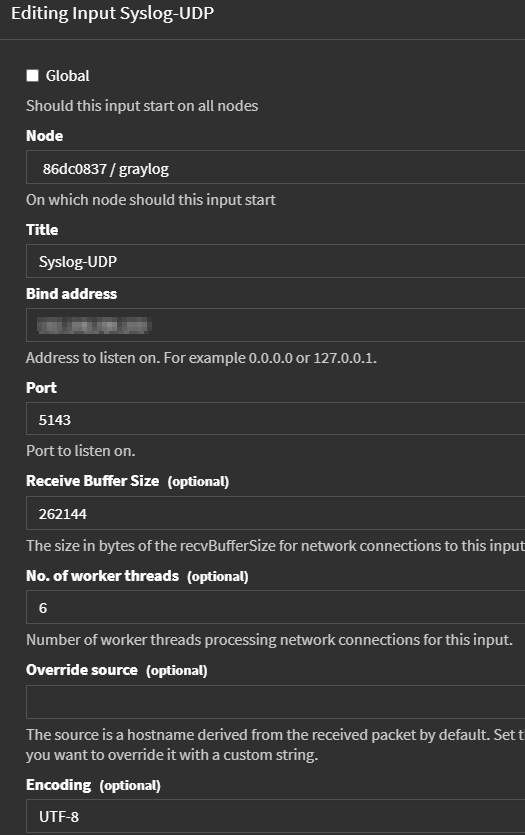 Editing Input Syslog-UDP
Global
Should this input start on all nodes
Node
86dc0837 / graylog
On which node should this input start
Title
Syslog-UDP
Bind address
Address to listen on. For example 0.0.0.0 or 127.0.0.1.
Port
5143
Port to listen on.
Receive Buffer Size (optional)
262144
The size in bytes of the recvBufferSize for network connections to this input
No. of worker threads (optional)
6
Number of worker threads processing network connections for this input.
Override source (optional)
The source is a hostname derived from the received packet by default. Set t
you want to override it with a custom string.
Encoding (optional)
UTF-8